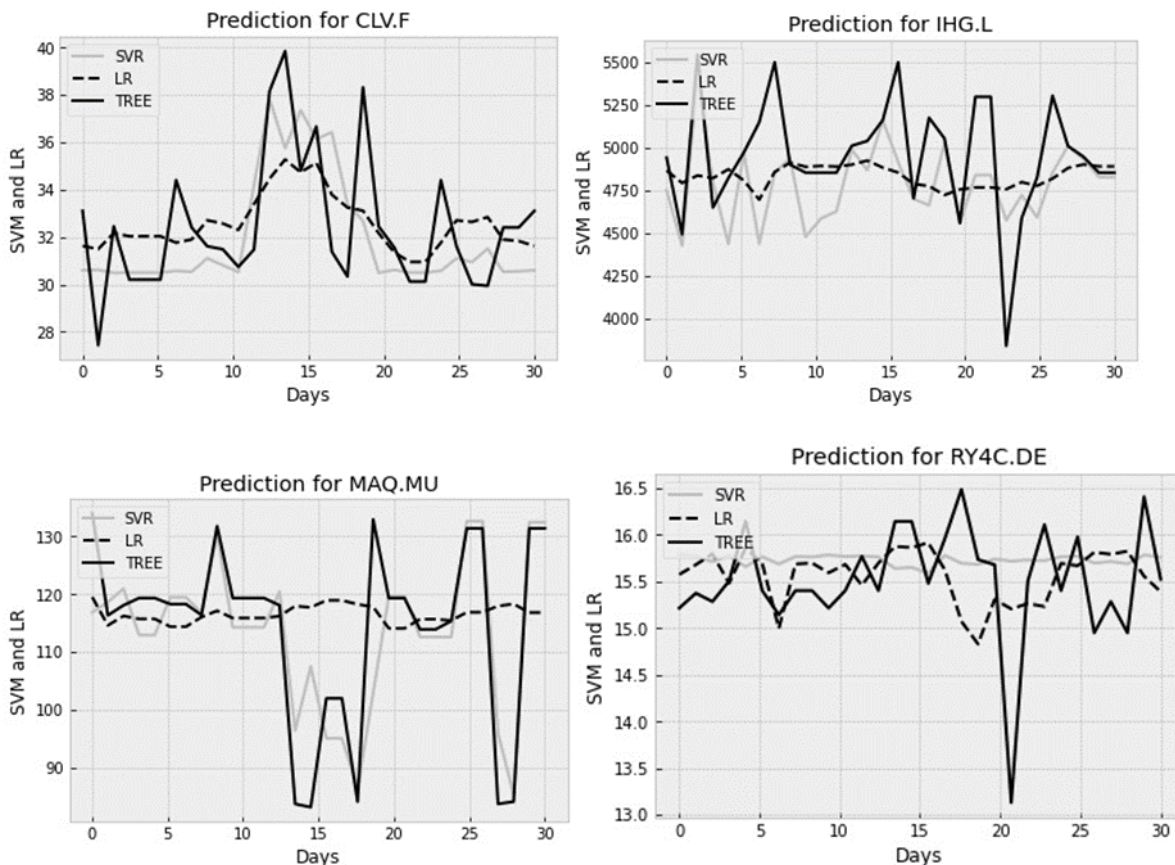 Prediction for CLV.F
SVM and LR
40
38
36
34
32
30
28
SVR
LR
TREE
0 5 10 15 20 25 30
Days
Prediction for IHG.L
SVM and LR
5500
5250
5000
4750
4500
4250
4000
SVR
LR
TREE
0 5 10 15 20 25 30
Days
Prediction for MAQ.MU
SVM and LR
130
120
110
100
90
SVR
LR
TREE
0 5 10 15 20 25 30
Days
Prediction for RY4C.DE
SVM and LR
16.5
16.0
15.5
15.0
14.5
14.0
13.5
13.0
SVR
LR
TREE
0 5 10 15 20 25 30
Days